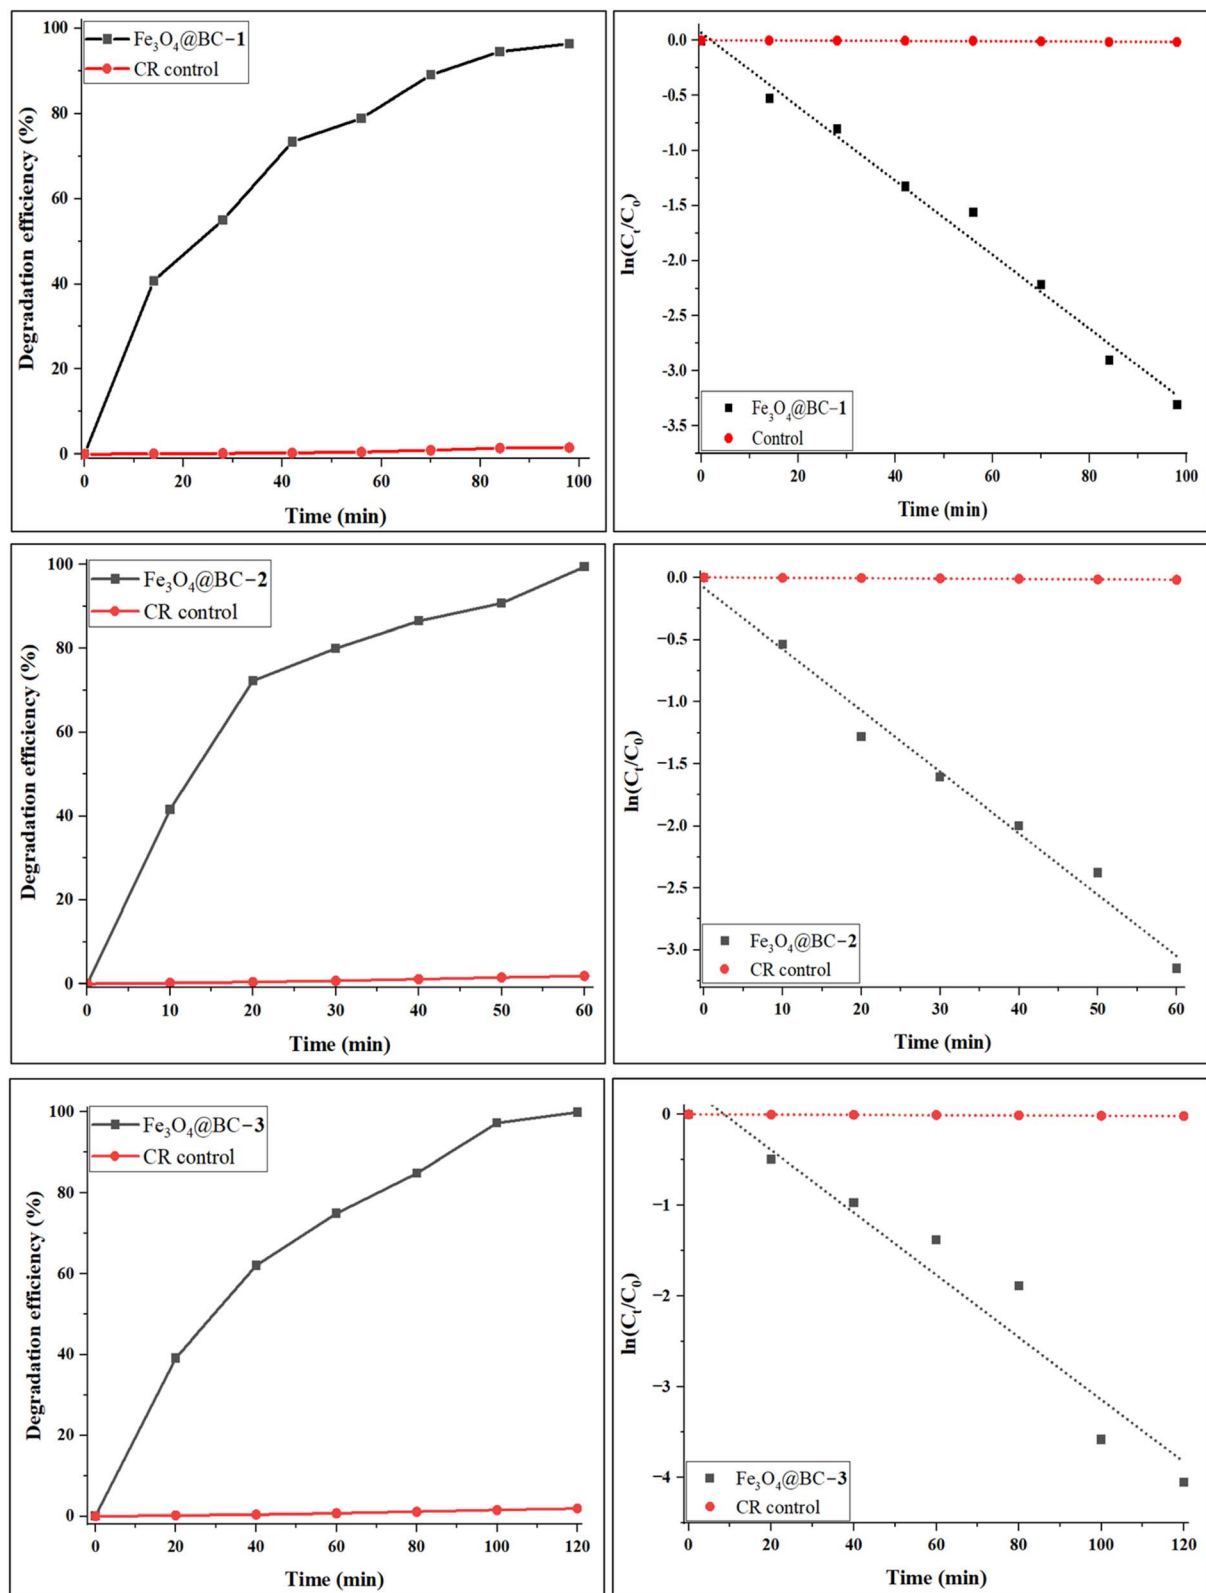 Degradation efficiency (%)
100
80
60
40
20
0
Fe₃O₄@BC−1
CR control
0 20 40 60 80 100
Time (min)
ln(Cₜ/C₀)
0.0
-0.5
-1.0
-1.5
-2.0
-2.5
-3.0
-3.5
Fe₃O₄@BC−1
Control
0 20 40 60 80 100
Time (min)
Degradation efficiency (%)
100
80
60
40
20
0
Fe₃O₄@BC−2
CR control
0 10 20 30 40 50 60
Time (min)
ln(Cₜ/C₀)
0.0
−0.5
−1.0
−1.5
−2.0
−2.5
−3.0
Fe₃O₄@BC−2
CR control
0 10 20 30 40 50 60
Time (min)
Degradation efficiency (%)
100
80
60
40
20
0
Fe₃O₄@BC−3
CR control
0 20 40 60 80 100 120
Time (min)
ln(Cₜ/C₀)
0
−1
−2
−3
−4
Fe₃O₄@BC−3
CR control
0 20 40 60 80 100 120
Time (min)